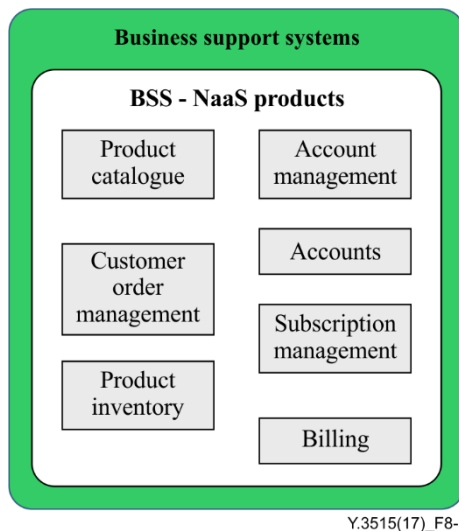 Business support systems
BSS - NaaS products
Product
catalogue
Account
management
Customer
order
management
Accounts
Subscription
management
Product
inventory
Billing
Y.3515(17)_F8-